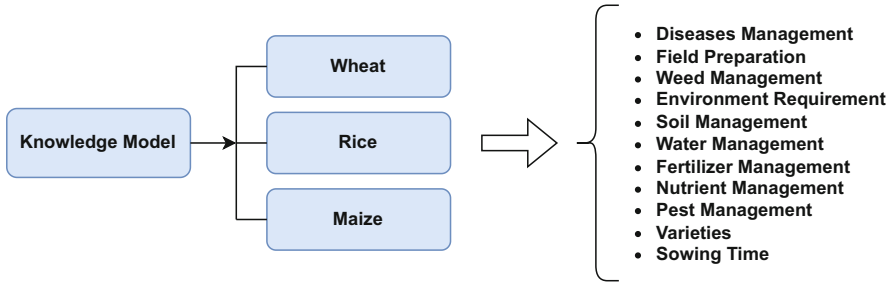 Knowledge Model
Wheat
Rice
Maize
• Diseases Management
• Field Preparation
• Weed Management
• Environment Requirement
• Soil Management
• Water Management
• Fertilizer Management
• Nutrient Management
• Pest Management
• Varieties
• Sowing Time